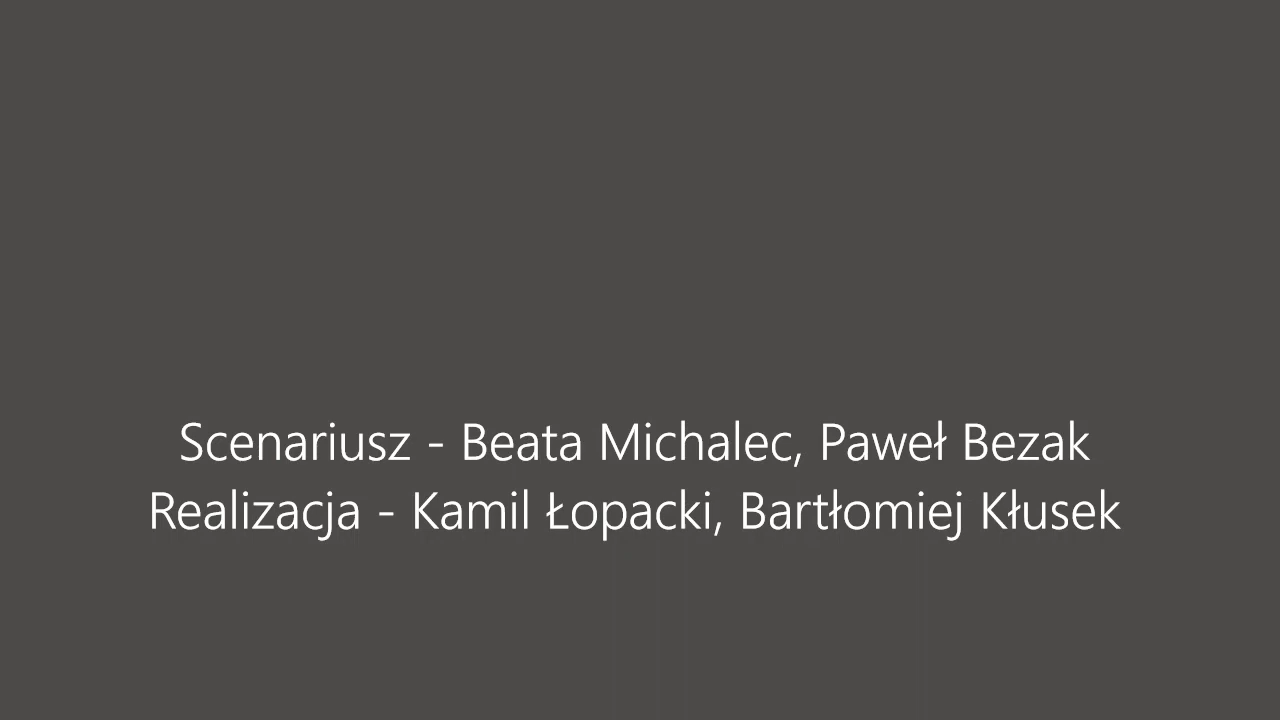 Scenariusz - Beata Michalec, Paweł Bezak
Realizacja - Kamil Łopacki, Bartłomiej Kłusek